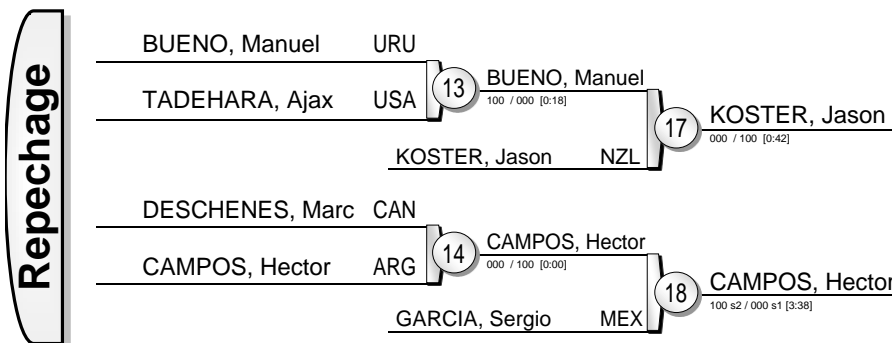 Repechage
BUENO, Manuel URU
TADEHARA, Ajax USA
13
BUENO, Manuel
100 / 000 [0:18]
KOSTER, Jason NZL
17
KOSTER, Jason
000 / 100 [0:42]
DESCHENES, Marc CAN
CAMPOS, Hector ARG
14
CAMPOS, Hector
000 / 100 [0:00]
GARCIA, Sergio MEX
18
CAMPOS, Hector
100 s2 / 000 s1 [3:38]